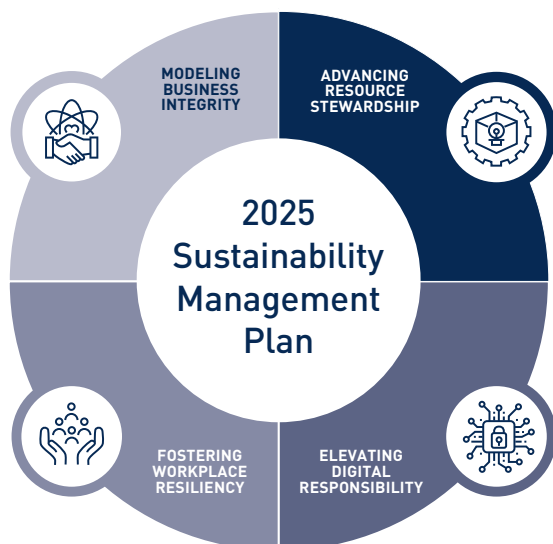 MODELING
BUSINESS
INTEGRITY
ADVANCING
RESOURCE
STEWARDSHIP
2025
Sustainability
Management
Plan
FOSTERING
WORKPLACE
RESILIENCY
ELEVATING
DIGITAL
RESPONSIBILITY